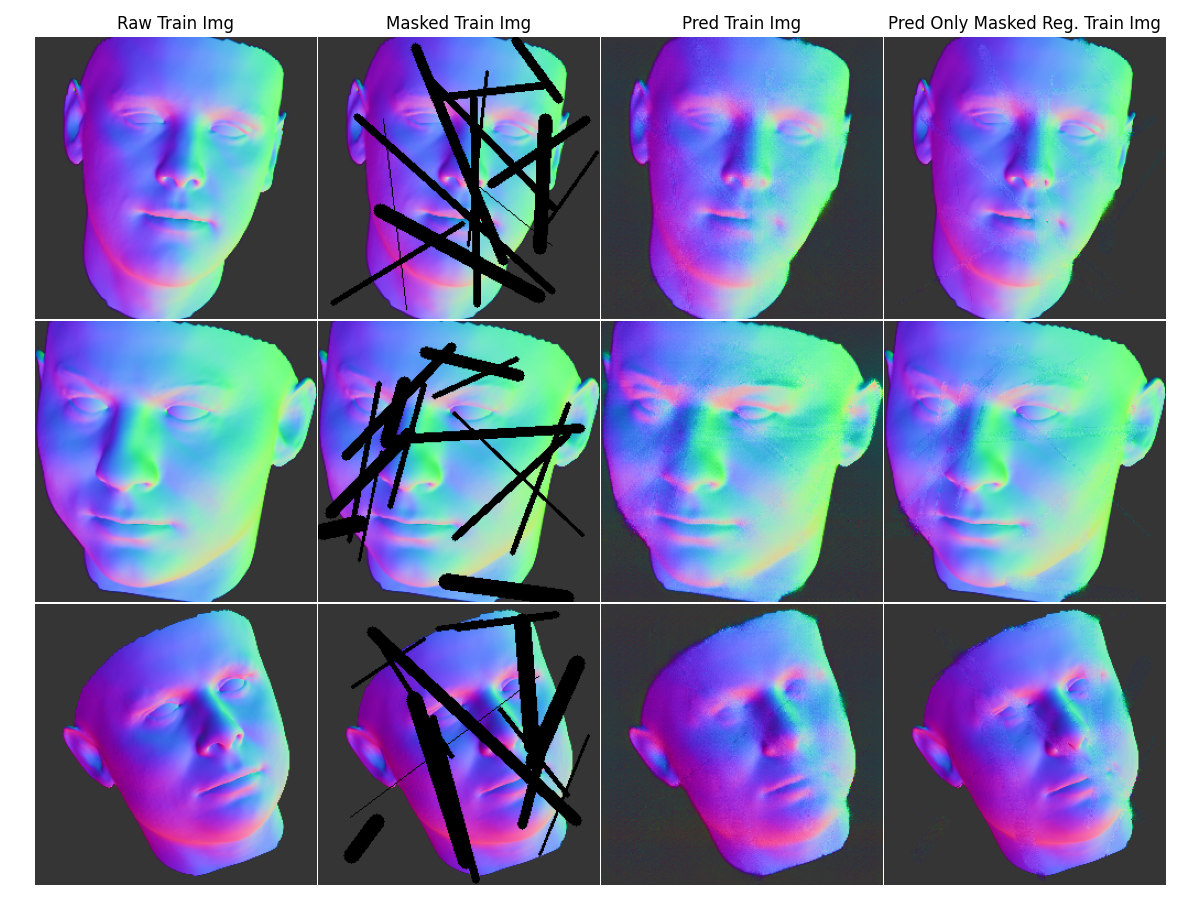 Raw Train Img
Masked Train Img
Pred Train Img
Pred Only Masked Reg. Train Img